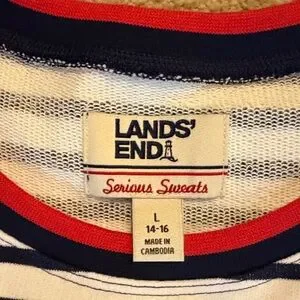 LANDS'
END
Serious Sweats
L
14-16
MADE IN
CAMBODIA